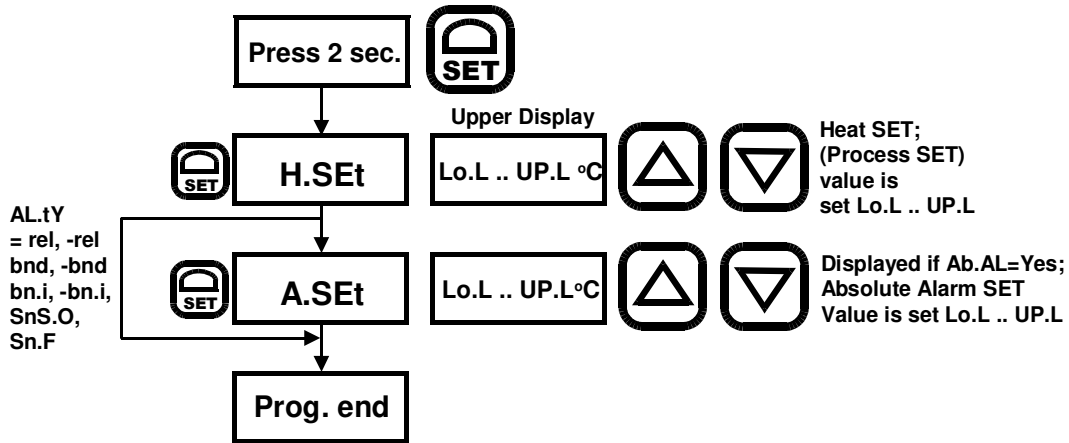 Press 2 sec.
SET
Upper Display
SET
H.SEt
Lo.L .. UP.L ºC
Heat SET;
(Process SET)
value is
set Lo.L .. UP.L
AL.tY
= rel, -rel
bnd, -bnd
bn.i, -bn.i,
SnS.O,
Sn.F
SET
A.SEt
Lo.L .. UP.LºC
Displayed if Ab.AL=Yes;
Absolute Alarm SET
Value is set Lo.L .. UP.L
Prog. end